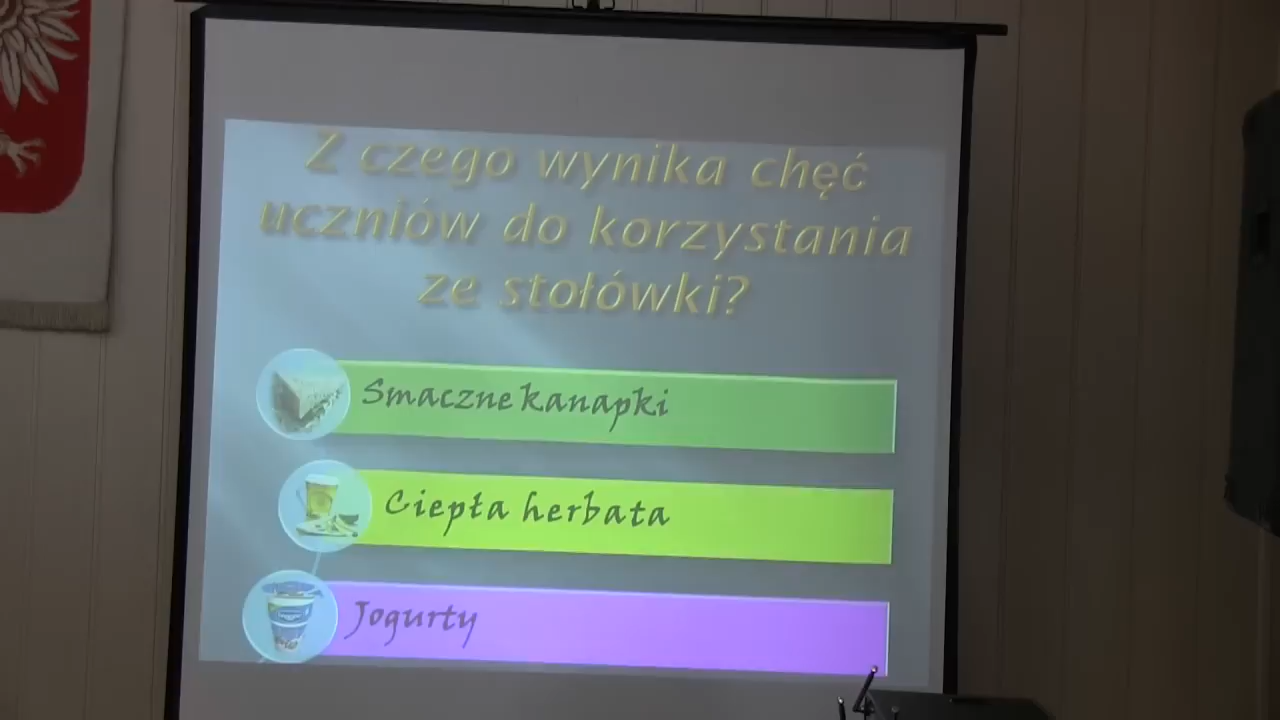 Z czego wynika chęć
uczniów do korzystania
ze stołówki?
Smaczne kanapki
Ciepła herbata
Jogurty